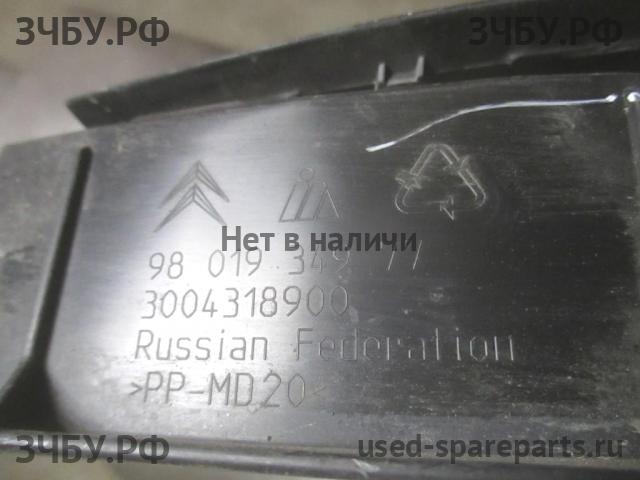 ЗЧБУ.РФ
ЗЧБУ.РФ
Нет в наличи
98 019 349 77
3004318900
Russian Federation
>PP-MD20<
ЗЧБУ.РФ
used-spareparts.ru